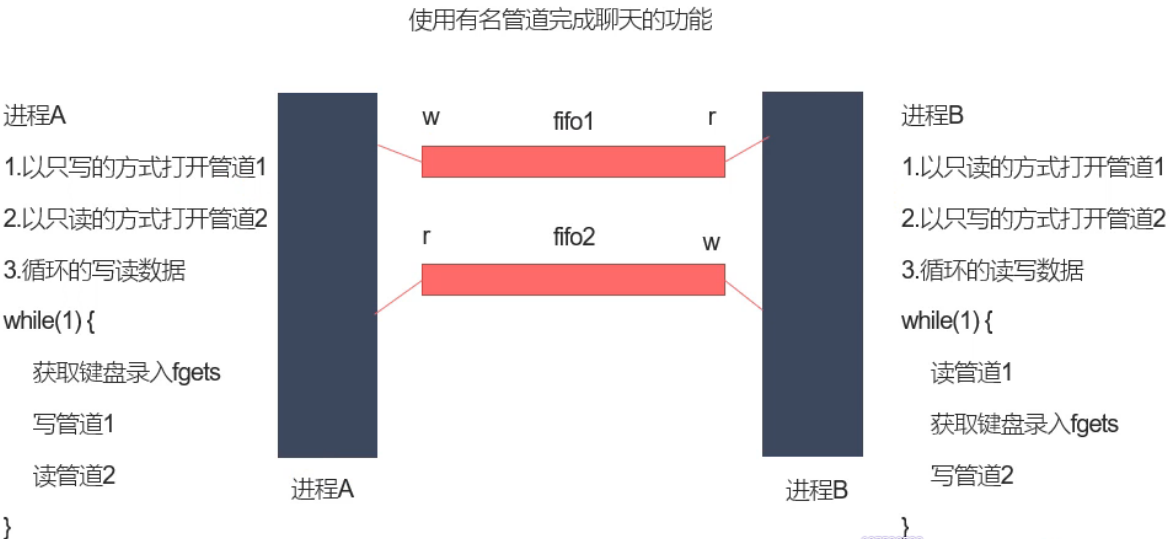 使用有名管道完成聊天的功能
进程A
1.以只写的方式打开管道1
2.以只读的方式打开管道2
3.循环的写读数据
while(1) {
获取键盘录入fgets
写管道1
读管道2
}
w
fifo1
r
r
fifo2
w
进程A
进程B
进程B
1.以只读的方式打开管道1
2.以只写的方式打开管道2
3.循环的读写数据
while(1) {
读管道1
获取键盘录入fgets
写管道2
}